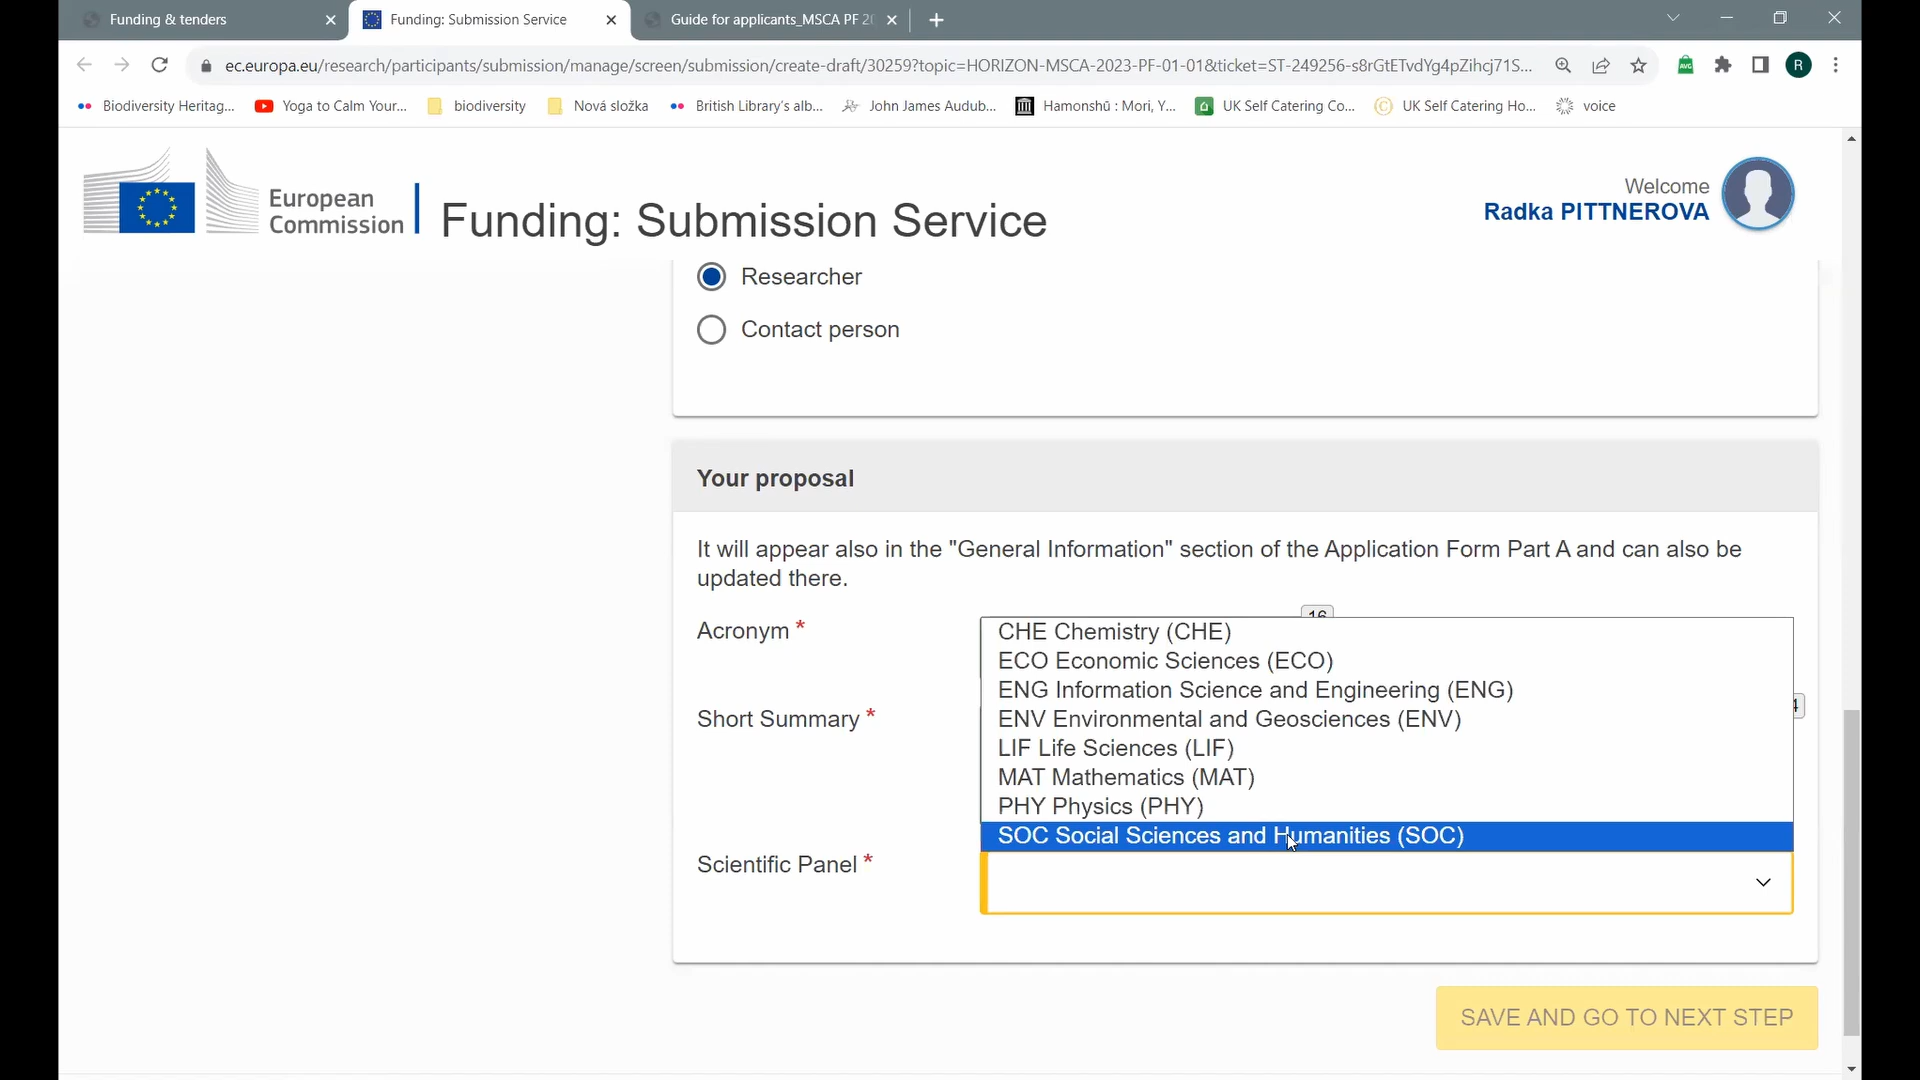 Funding & tenders
Funding: Submission Service
Guide for applicants_MSCA PF 20
ec.europa.eu/research/participants/submission/manage/screen/submission/create-draft/30259?topic=HORIZON-MSCA-2023-PF-01-01&ticket=ST-249256-s8rGtETvdYg4pZihcj71S...
R
Biodiversity Heritag...
Yoga to Calm Your...
biodiversity
Nová složka
British Library's alb...
John James Audub...
Hamonshū : Mori, Y...
UK Self Catering Co...
UK Self Catering Ho...
voice
European
Commission
Funding: Submission Service
Welcome
Radka PITTNEROVA
Researcher
Contact person
Your proposal
It will appear also in the "General Information" section of the Application Form Part A and can also be
updated there.
16
Acronym *
CHE Chemistry (CHE)
ECO Economic Sciences (ECO)
ENG Information Science and Engineering (ENG)
Short Summary *
ENV Environmental and Geosciences (ENV)
LIF Life Sciences (LIF)
MAT Mathematics (MAT)
PHY Physics (PHY)
SOC Social Sciences and Humanities (SOC)
Scientific Panel *
SAVE AND GO TO NEXT STEP